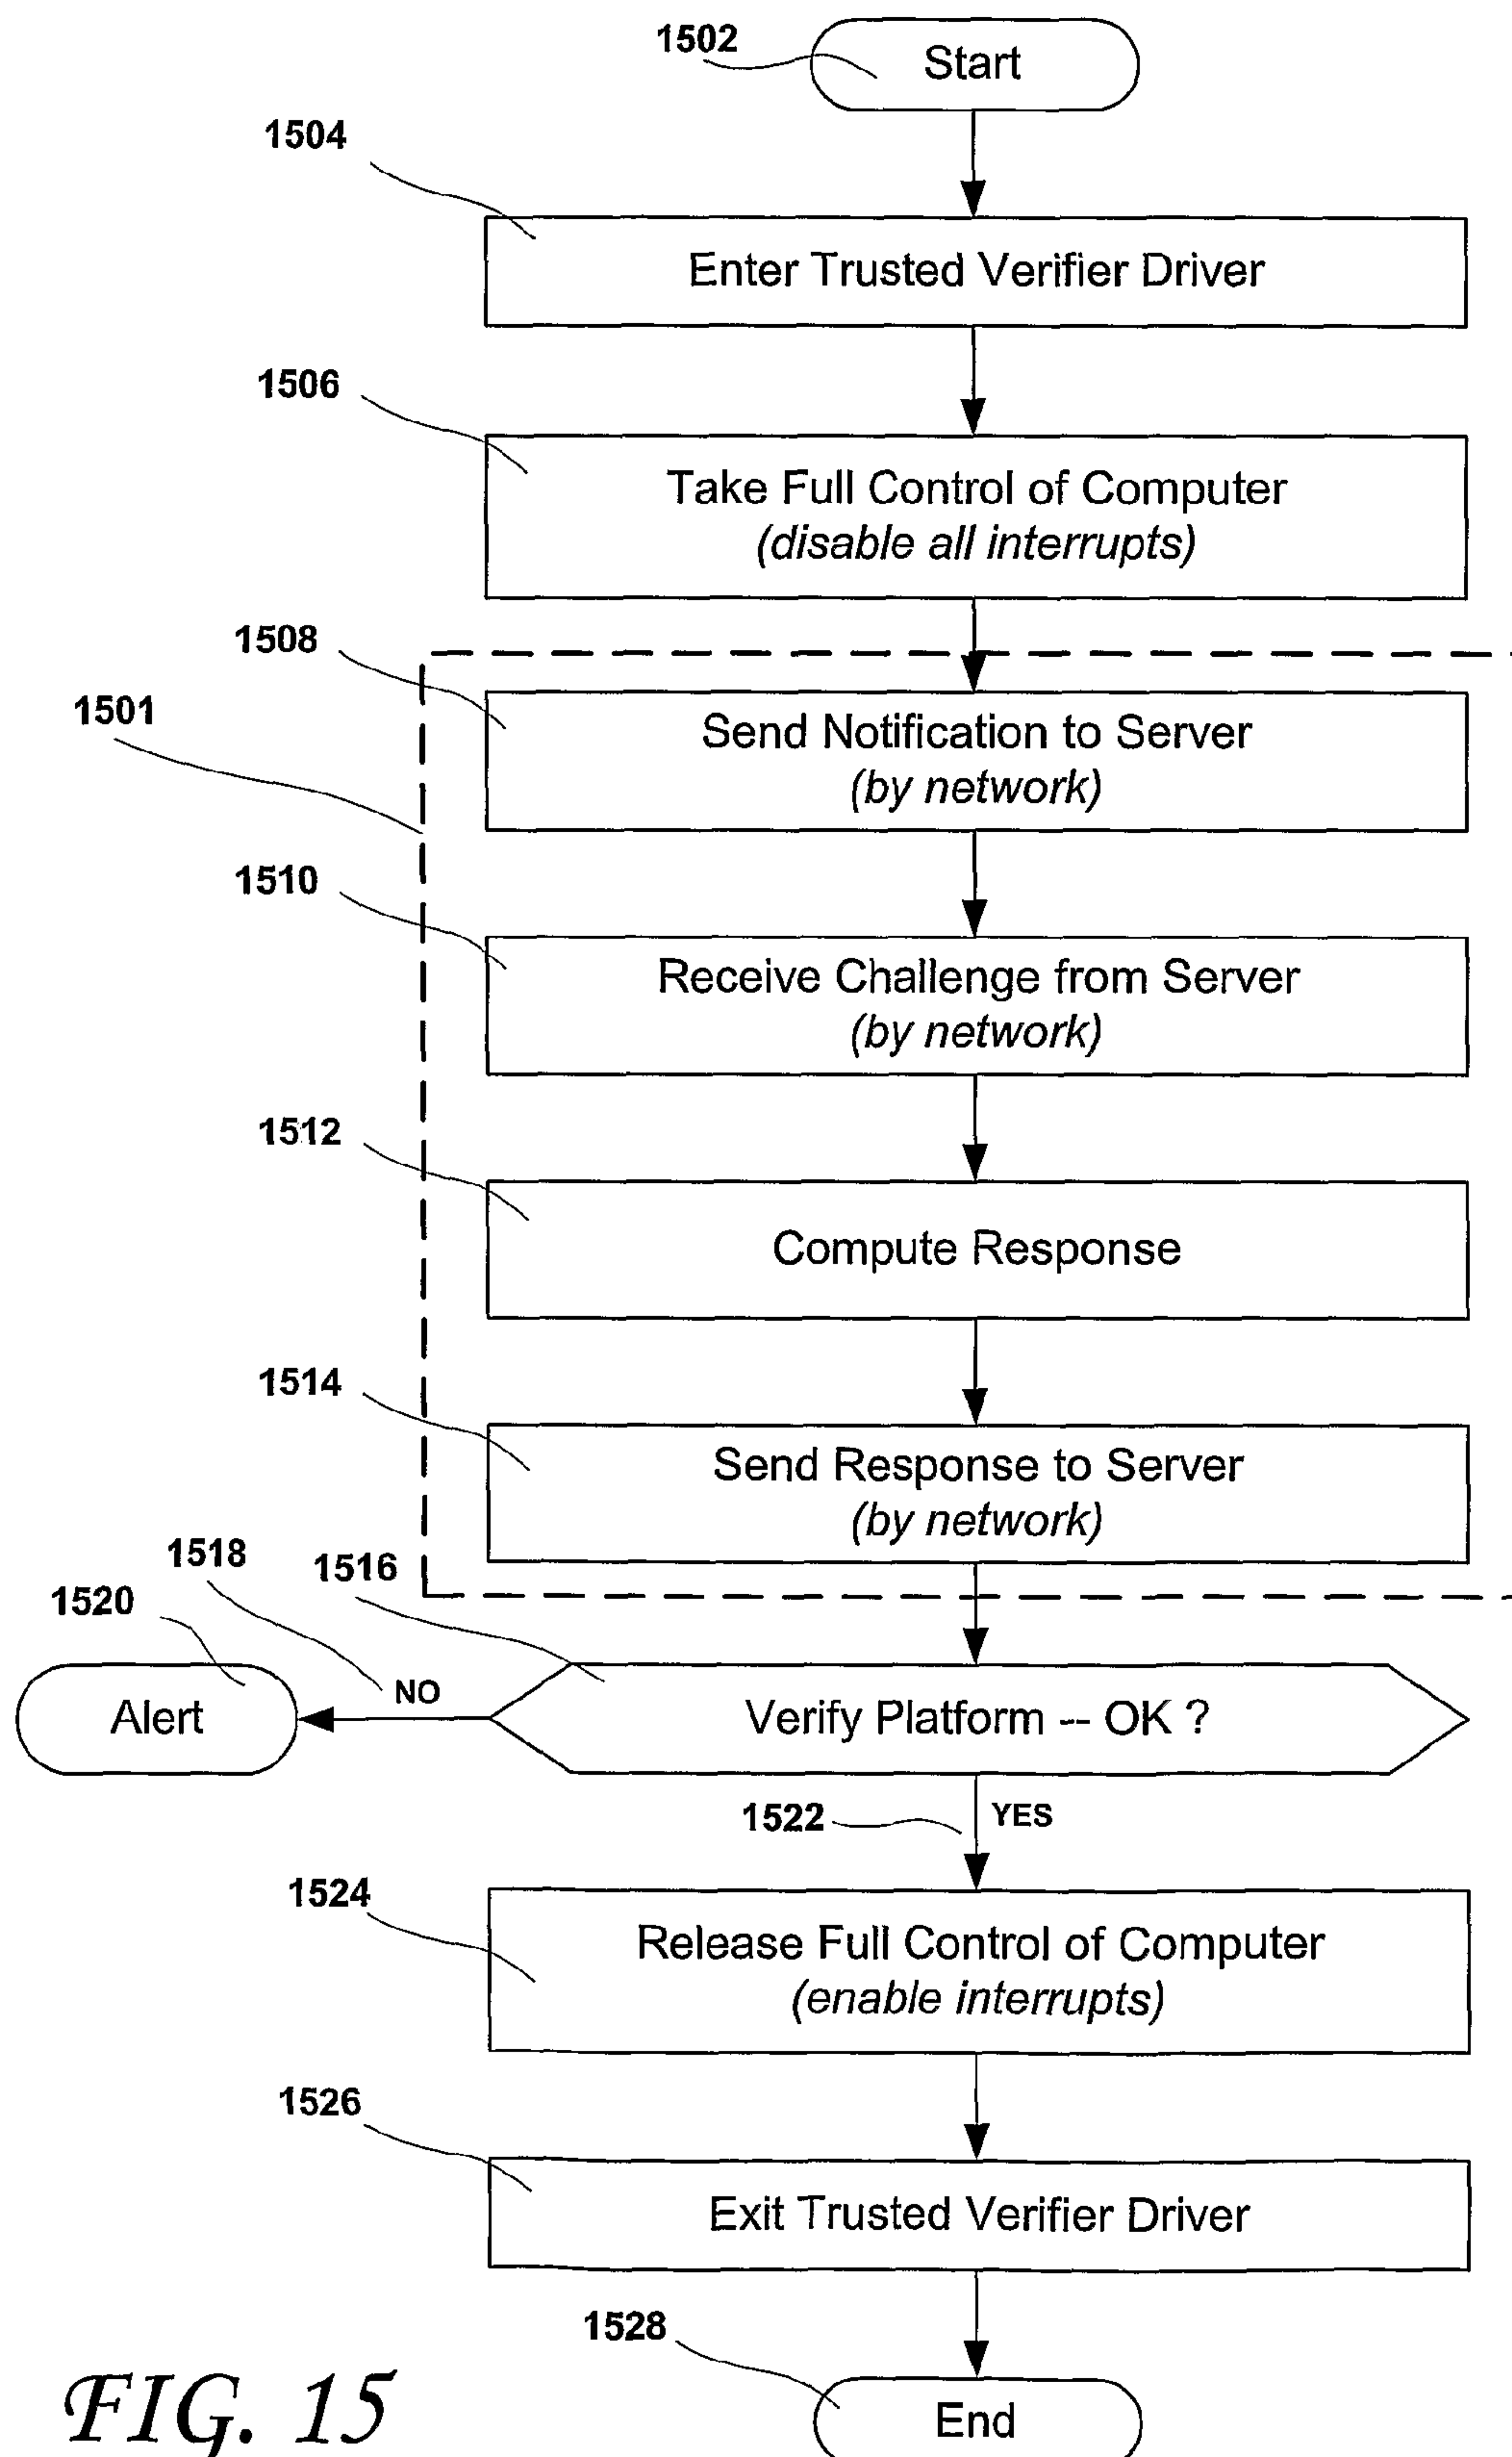 1502
Start
1504
Enter Trusted Verifier Driver
1506
Take Full Control of Computer
(disable all interrupts)
1508
Send Notification to Server
(by network)
1501
1510
Receive Challenge from Server
(by network)
1512
Compute Response
1514
Send Response to Server
(by network)
1518
1516
1520
Alert
NO
Verify Platform -- OK ?
1522
YES
1524
Release Full Control of Computer
(enable interrupts)
1526
Exit Trusted Verifier Driver
1528
End
FIG. 15